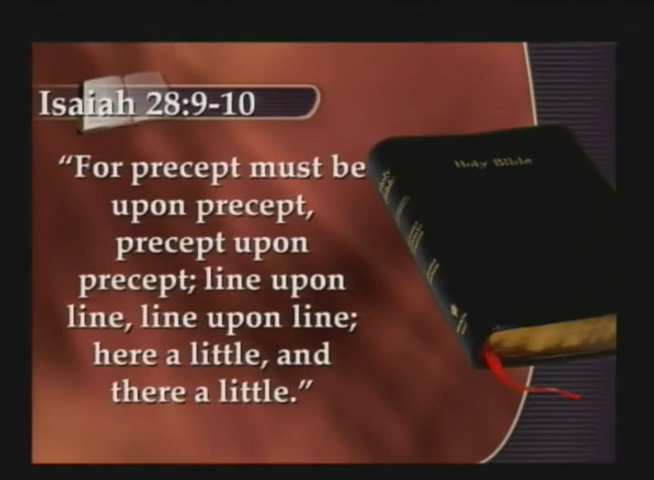 Isaiah 28:9-10
“For precept must be
upon precept,
precept upon
precept; line upon
line, line upon line;
here a little, and
there a little.”
Holy Bible